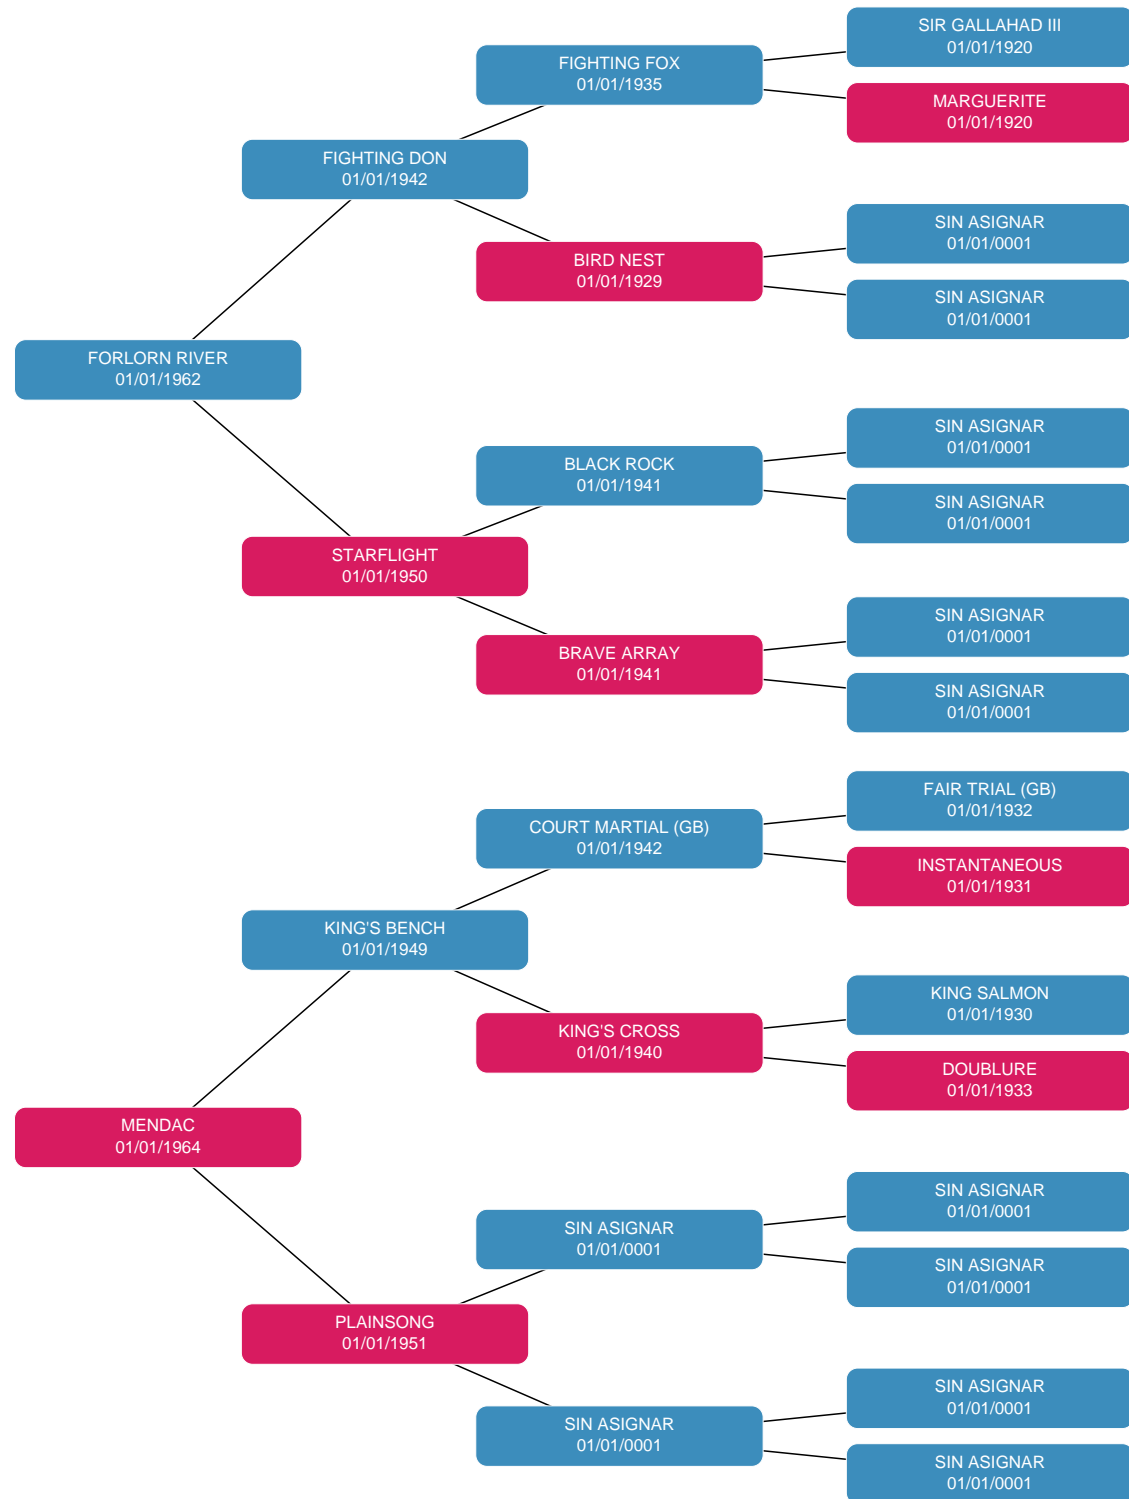 SIR GALLAHAD III
01/01/1920
FIGHTING FOX
01/01/1935
MARGUERITE
01/01/1920
FIGHTING DON
01/01/1942
SIN ASIGNAR
01/01/0001
BIRD NEST
01/01/1929
SIN ASIGNAR
01/01/0001
FORLORN RIVER
01/01/1962
SIN ASIGNAR
01/01/0001
BLACK ROCK
01/01/1941
SIN ASIGNAR
01/01/0001
STARFLIGHT
01/01/1950
SIN ASIGNAR
01/01/0001
BRAVE ARRAY
01/01/1941
SIN ASIGNAR
01/01/0001
FAIR TRIAL (GB)
01/01/1932
COURT MARTIAL (GB)
01/01/1942
INSTANTANEOUS
01/01/1931
KING'S BENCH
01/01/1949
KING SALMON
01/01/1930
KING'S CROSS
01/01/1940
DOUBLURE
01/01/1933
MENDAC
01/01/1964
SIN ASIGNAR
01/01/0001
SIN ASIGNAR
01/01/0001
SIN ASIGNAR
01/01/0001
PLAINSONG
01/01/1951
SIN ASIGNAR
01/01/0001
SIN ASIGNAR
01/01/0001
SIN ASIGNAR
01/01/0001